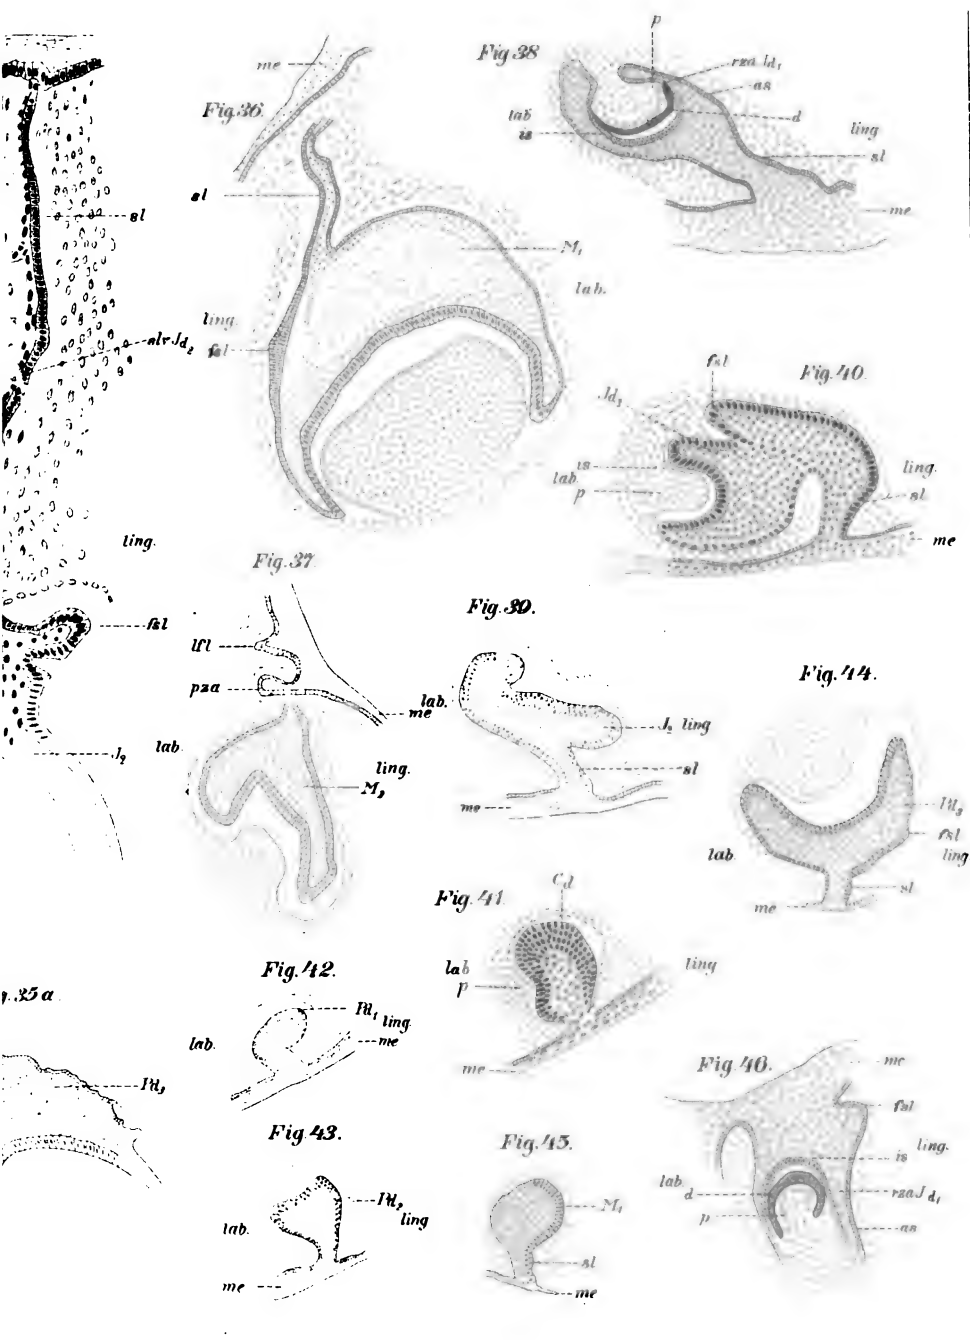 p
Fig 38
me
rza Jd₁
as
Fig. 36.
lab
is
d
ling
sl
sl
sl
me
M₁
lab.
ling.
slr Jd₂
fsl
fsl
Fig. 40.
Jd₃
is
lab.
p
ling.
sl
me
ling.
Fig. 37
Fig. 39.
fsl
lfl
pza
me
lab.
J₂ ling
Fig. 44.
J₂
lab.
ling.
M₂
sl
me
Pd₃
fsl
ling
lab.
sl
me
Cd
Fig. 41.
Fig. 42.
lab
p
ling
35 a.
Pd₁
ling.
lab.
me
me
Fig. 46.
me
fsl
Pd₃
Fig. 43.
Fig. 45.
ling.
is
lab.
d
rza Jd₁
p
as
Pd₂
ling
lab.
M₁
sl
me
me